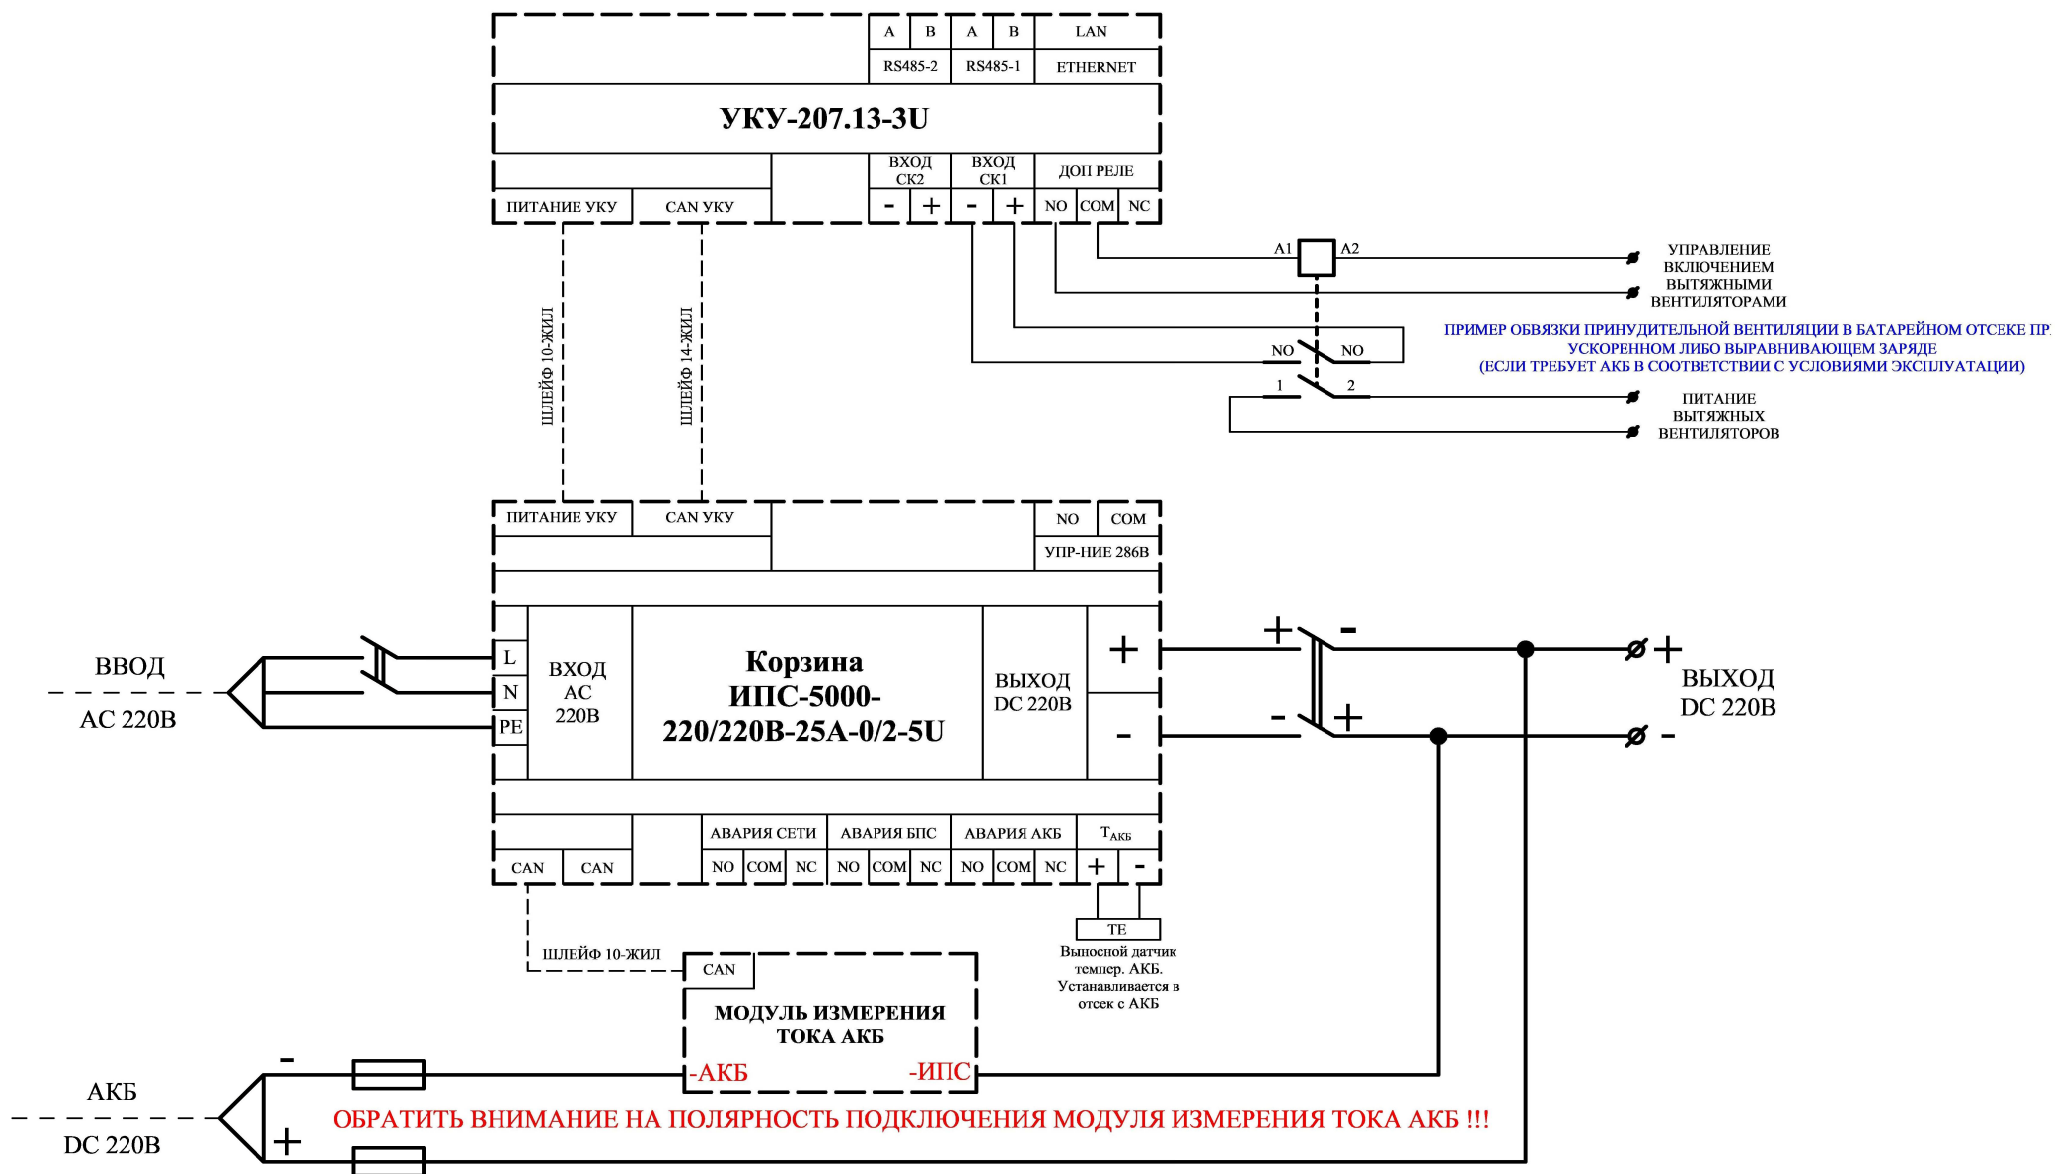 A B A B LAN
RS485-2 RS485-1 ETHERNET
УКУ-207.13-3U
ВХОД СК2 ВХОД СК1 ДОП РЕЛЕ
ПИТАНИЕ УКУ CAN УКУ - + - + NO COM NC
A1 A2
УПРАВЛЕНИЕ
ВКЛЮЧЕНИЕМ
ВЫТЯЖНЫМИ
ВЕНТИЛЯТОРАМИ
ШЛЕЙФ 10-ЖИЛ
ШЛЕЙФ 14-ЖИЛ
ПРИМЕР ОБВЯЗКИ ПРИНУДИТЕЛЬНОЙ ВЕНТИЛЯЦИИ В БАТАРЕЙНОМ ОТСЕКЕ ПР
УСКОРЕННОМ ЛИБО ВЫРАВНИВАЮЩЕМ ЗАРЯДЕ
(ЕСЛИ ТРЕБУЕТ АКБ В СООТВЕТСТВИИ С УСЛОВИЯМИ ЭКСПЛУАТАЦИИ)
NO NO
1 2
ПИТАНИЕ
ВЫТЯЖНЫХ
ВЕНТИЛЯТОРОВ
ПИТАНИЕ УКУ CAN УКУ NO COM
УПР-НИЕ 286В
ВВОД
AC 220В
L
N
PE
ВХОД
AC
220В
Корзина
ИПС-5000-
220/220В-25А-0/2-5U
ВЫХОД
DC 220В
+
-
+ -
- +
+
-
ВЫХОД
DC 220В
АВАРИЯ СЕТИ АВАРИЯ БПС АВАРИЯ АКБ TАКБ
CAN CAN NO COM NC NO COM NC NO COM NC + -
TE
Выносной датчик
темпер. АКБ.
Устанавливается в
отсек с АКБ
ШЛЕЙФ 10-ЖИЛ
CAN
МОДУЛЬ ИЗМЕРЕНИЯ
ТОКА АКБ
-АКБ -ИПС
АКБ
DC 220В
-
+
ОБРАТИТЬ ВНИМАНИЕ НА ПОЛЯРНОСТЬ ПОДКЛЮЧЕНИЯ МОДУЛЯ ИЗМЕРЕНИЯ ТОКА АКБ !!!